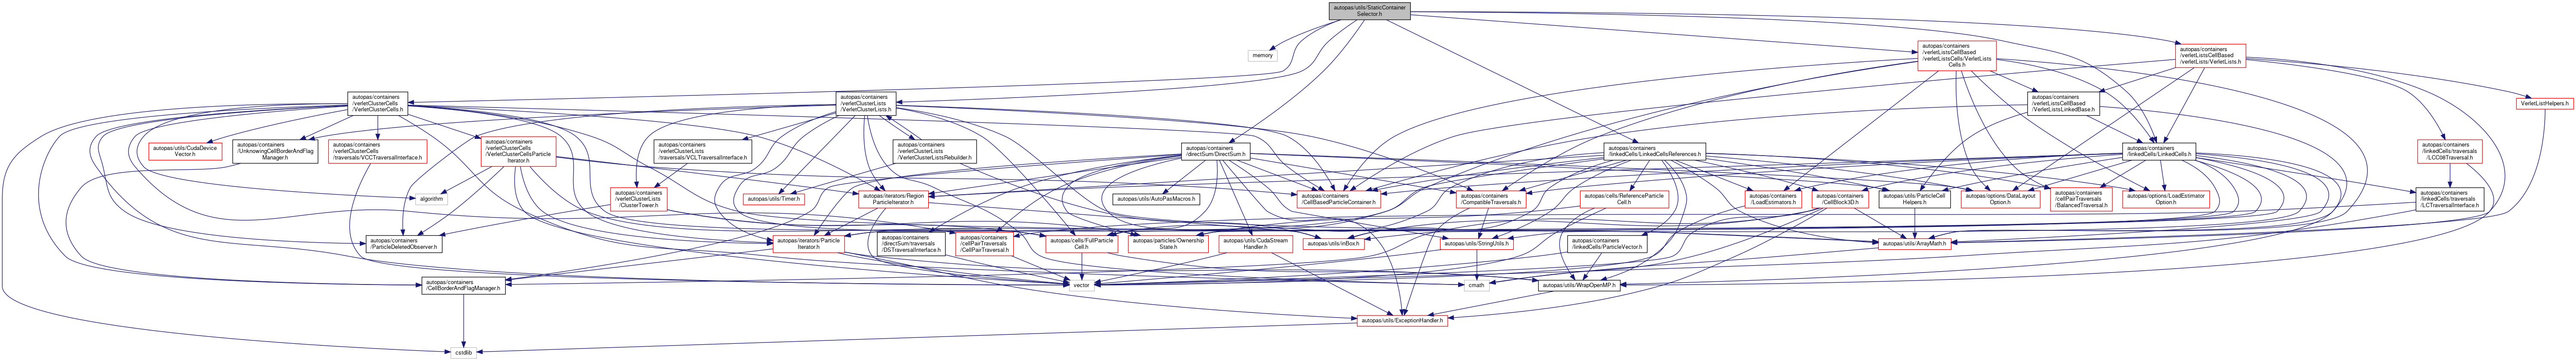 autopas/utils/StaticContainer
Selector.h
memory
autopas/containers
/verletListsCellBased
/verletListsCells/VerletLists
Cells.h
autopas/containers
/verletListsCellBased
/verletLists/VerletLists.h
autopas/containers
/verletClusterCells
/VerletClusterCells.h
autopas/containers
/verletClusterLists
/VerletClusterLists.h
autopas/containers
/verletListsCellBased
/VerletListsLinkedBase.h
VerletListHelpers.h
autopas/utils/CudaDevice
Vector.h
autopas/containers
/UnknowingCellBorderAndFlag
Manager.h
autopas/containers
/verletClusterCells
/traversals/VCCTraversalInterface.h
autopas/containers
/verletClusterCells
/VerletClusterCellsParticle
Iterator.h
autopas/containers
/verletClusterLists
/traversals/VCLTraversalInterface.h
autopas/containers
/verletClusterLists
/VerletClusterListsRebuilder.h
autopas/containers
/directSum/DirectSum.h
autopas/containers
/linkedCells/LinkedCellsReferences.h
autopas/containers
/linkedCells/LinkedCells.h
autopas/containers
/linkedCells/traversals
/LCC08Traversal.h
algorithm
autopas/containers
/verletClusterLists
/ClusterTower.h
autopas/utils/Timer.h
autopas/iterators/Region
ParticleIterator.h
autopas/utils/AutoPasMacros.h
autopas/containers
/CellBasedParticleContainer.h
autopas/containers
/CompatibleTraversals.h
autopas/cells/ReferenceParticle
Cell.h
autopas/containers
/LoadEstimators.h
autopas/containers
/CellBlock3D.h
autopas/utils/ParticleCell
Helpers.h
autopas/options/DataLayout
Option.h
autopas/containers
/cellPairTraversals
/BalancedTraversal.h
autopas/options/LoadEstimator
Option.h
autopas/containers
/linkedCells/traversals
/LCTraversalInterface.h
autopas/containers
/ParticleDeletedObserver.h
autopas/iterators/Particle
Iterator.h
autopas/containers
/directSum/traversals
/DSTraversalInterface.h
autopas/containers
/cellPairTraversals
/CellPairTraversal.h
autopas/cells/FullParticle
Cell.h
autopas/particles/Ownership
State.h
autopas/utils/CudaStream
Handler.h
autopas/utils/inBox.h
autopas/utils/StringUtils.h
autopas/containers
/linkedCells/ParticleVector.h
autopas/utils/ArrayMath.h
autopas/containers
/CellBorderAndFlagManager.h
vector
cmath
autopas/utils/WrapOpenMP.h
autopas/utils/ExceptionHandler.h
cstdlib